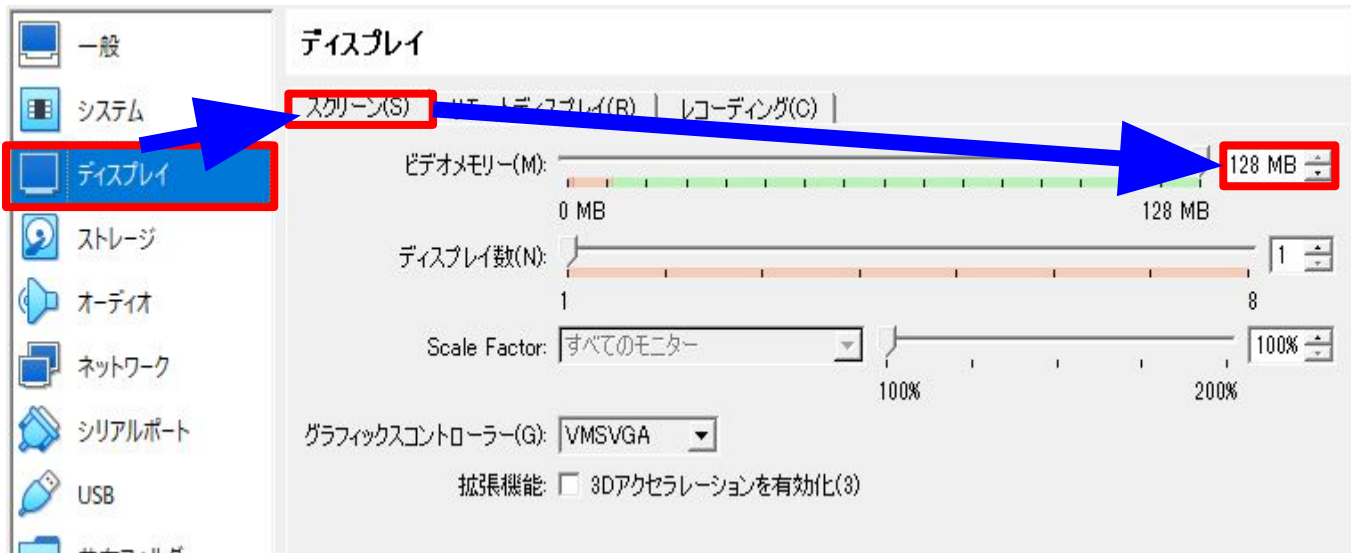 一般
システム
ディスプレイ
ストレージ
オーディオ
ネットワーク
シリアルポート
USB
ディスプレイ
スクリーン(S)
レコーディング(C)
ビデオメモリー(M):
128 MB
0 MB
128 MB
ディスプレイ数(N):
1
1
8
Scale Factor:
すべてのモニター
100%
100%
200%
グラフィックスコントローラー(G):
VMSVGA
拡張機能:
3Dアクセラレーションを有効化(3)